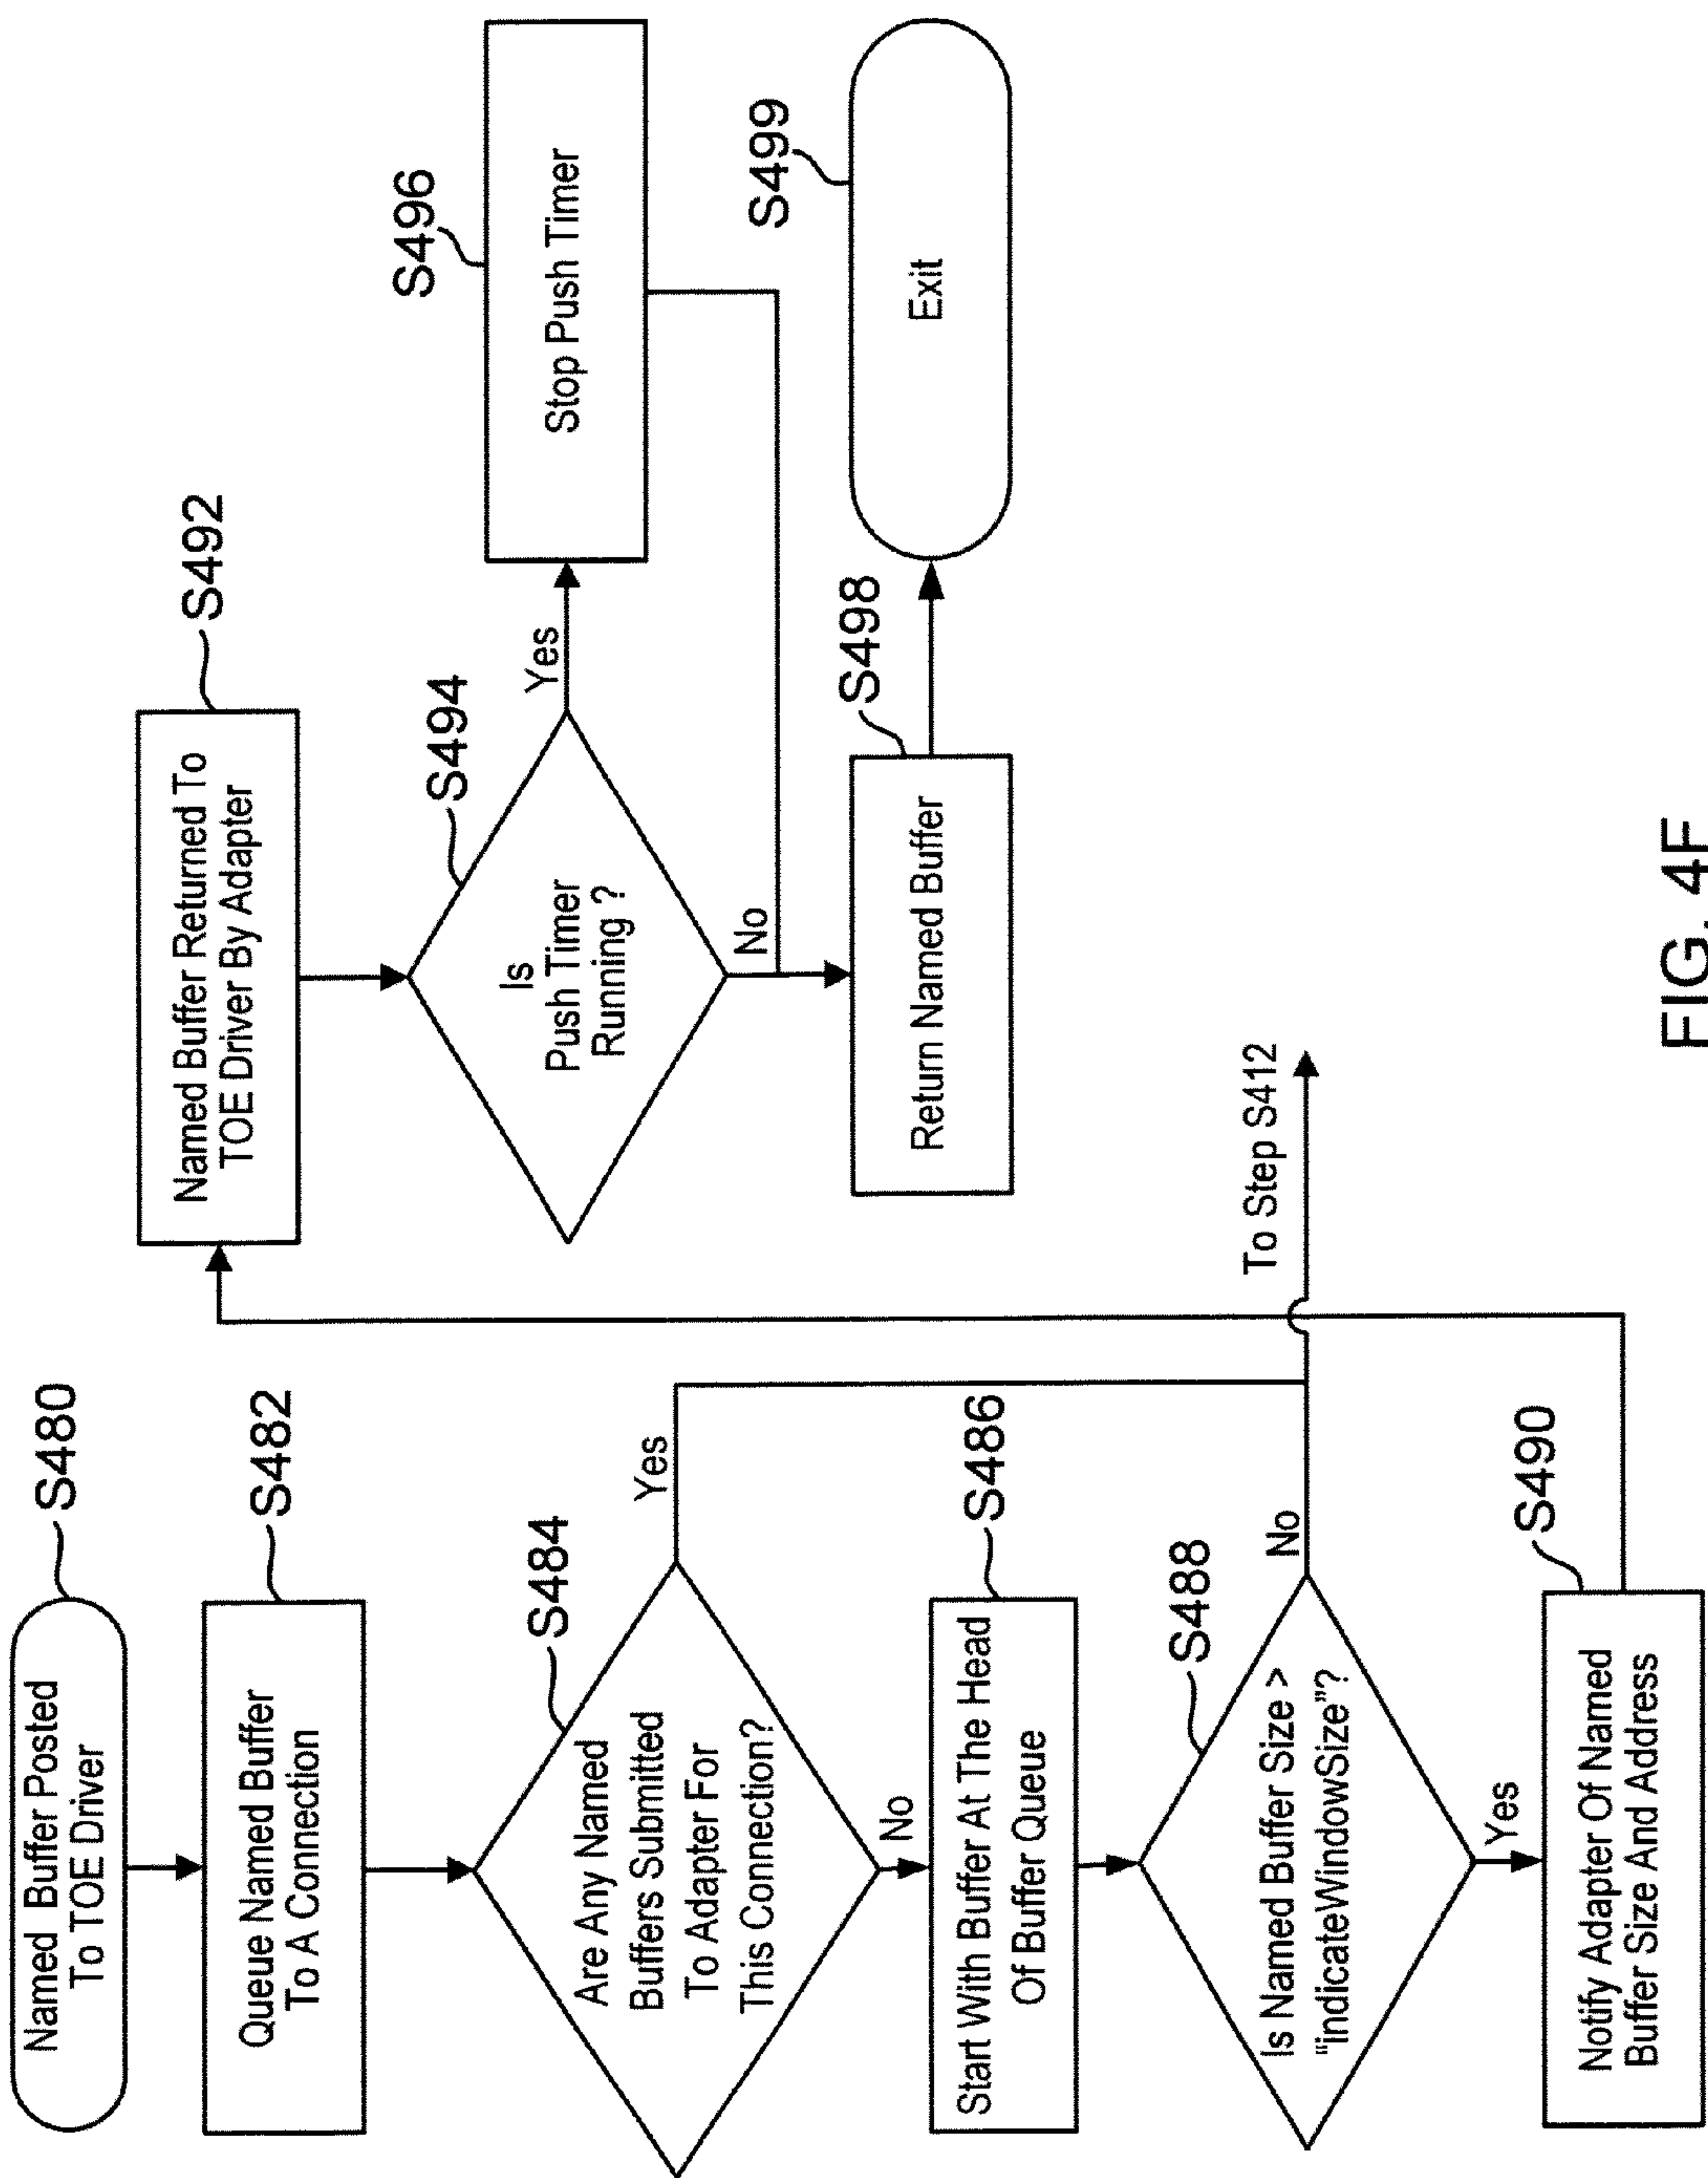 Named Buffer Posted
To TOE Driver
S480
Queue Named Buffer
To A Connection
S482
Are Any Named
Buffers Submitted
To Adapter For
This Connection?
S484
Yes
No
Start With Buffer At The Head
Of Buffer Queue
S486
Is Named Buffer Size >
“indicateWindowSize”?
S488
No
Yes
To Step S412
Notify Adapter Of Named
Buffer Size And Address
S490
Named Buffer Returned To
TOE Driver By Adapter
S492
Is
Push Timer
Running ?
S494
Yes
No
Stop Push Timer
S496
Return Named Buffer
S498
Exit
S499
FIG. 4F